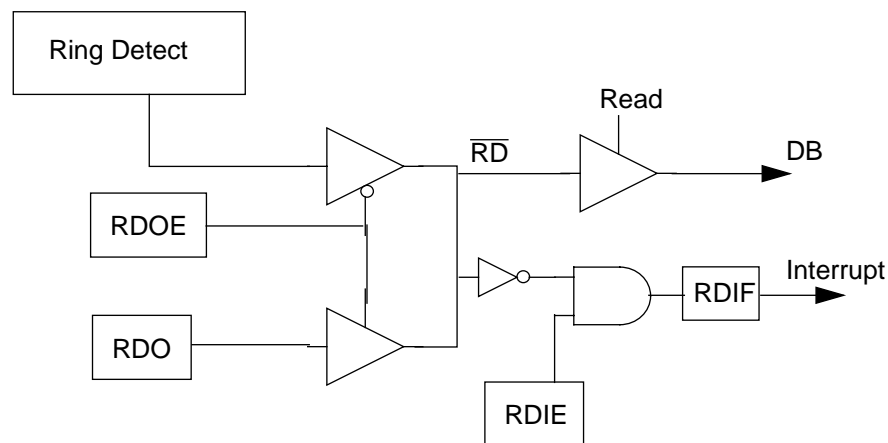 Ring Detect
Read
RD
DB
RDOE
Interrupt
RDIF
RDO
RDIE